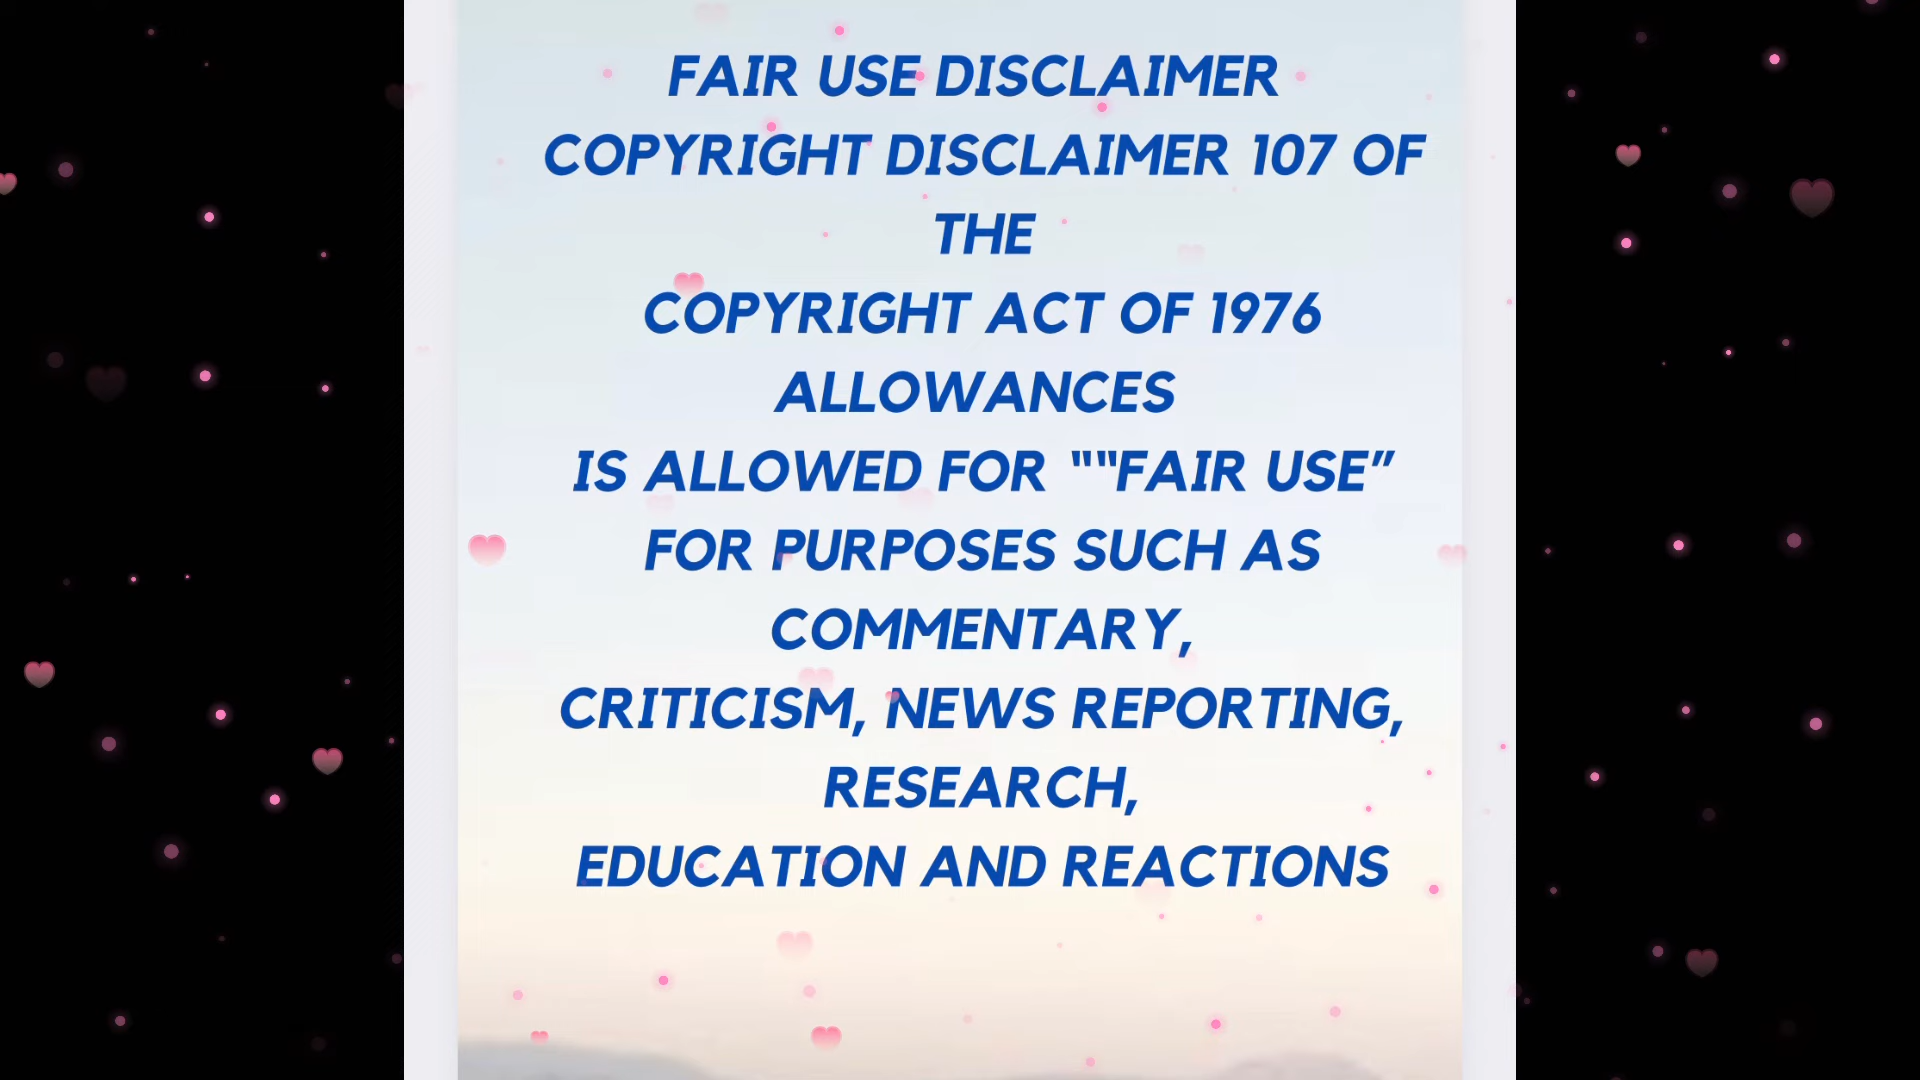 FAIR USE DISCLAIMER
COPYRIGHT DISCLAIMER 107 OF
THE
COPYRIGHT ACT OF 1976
ALLOWANCES
IS ALLOWED FOR ““FAIR USE”
FOR PURPOSES SUCH AS
COMMENTARY,
CRITICISM, NEWS REPORTING,
RESEARCH,
EDUCATION AND REACTIONS